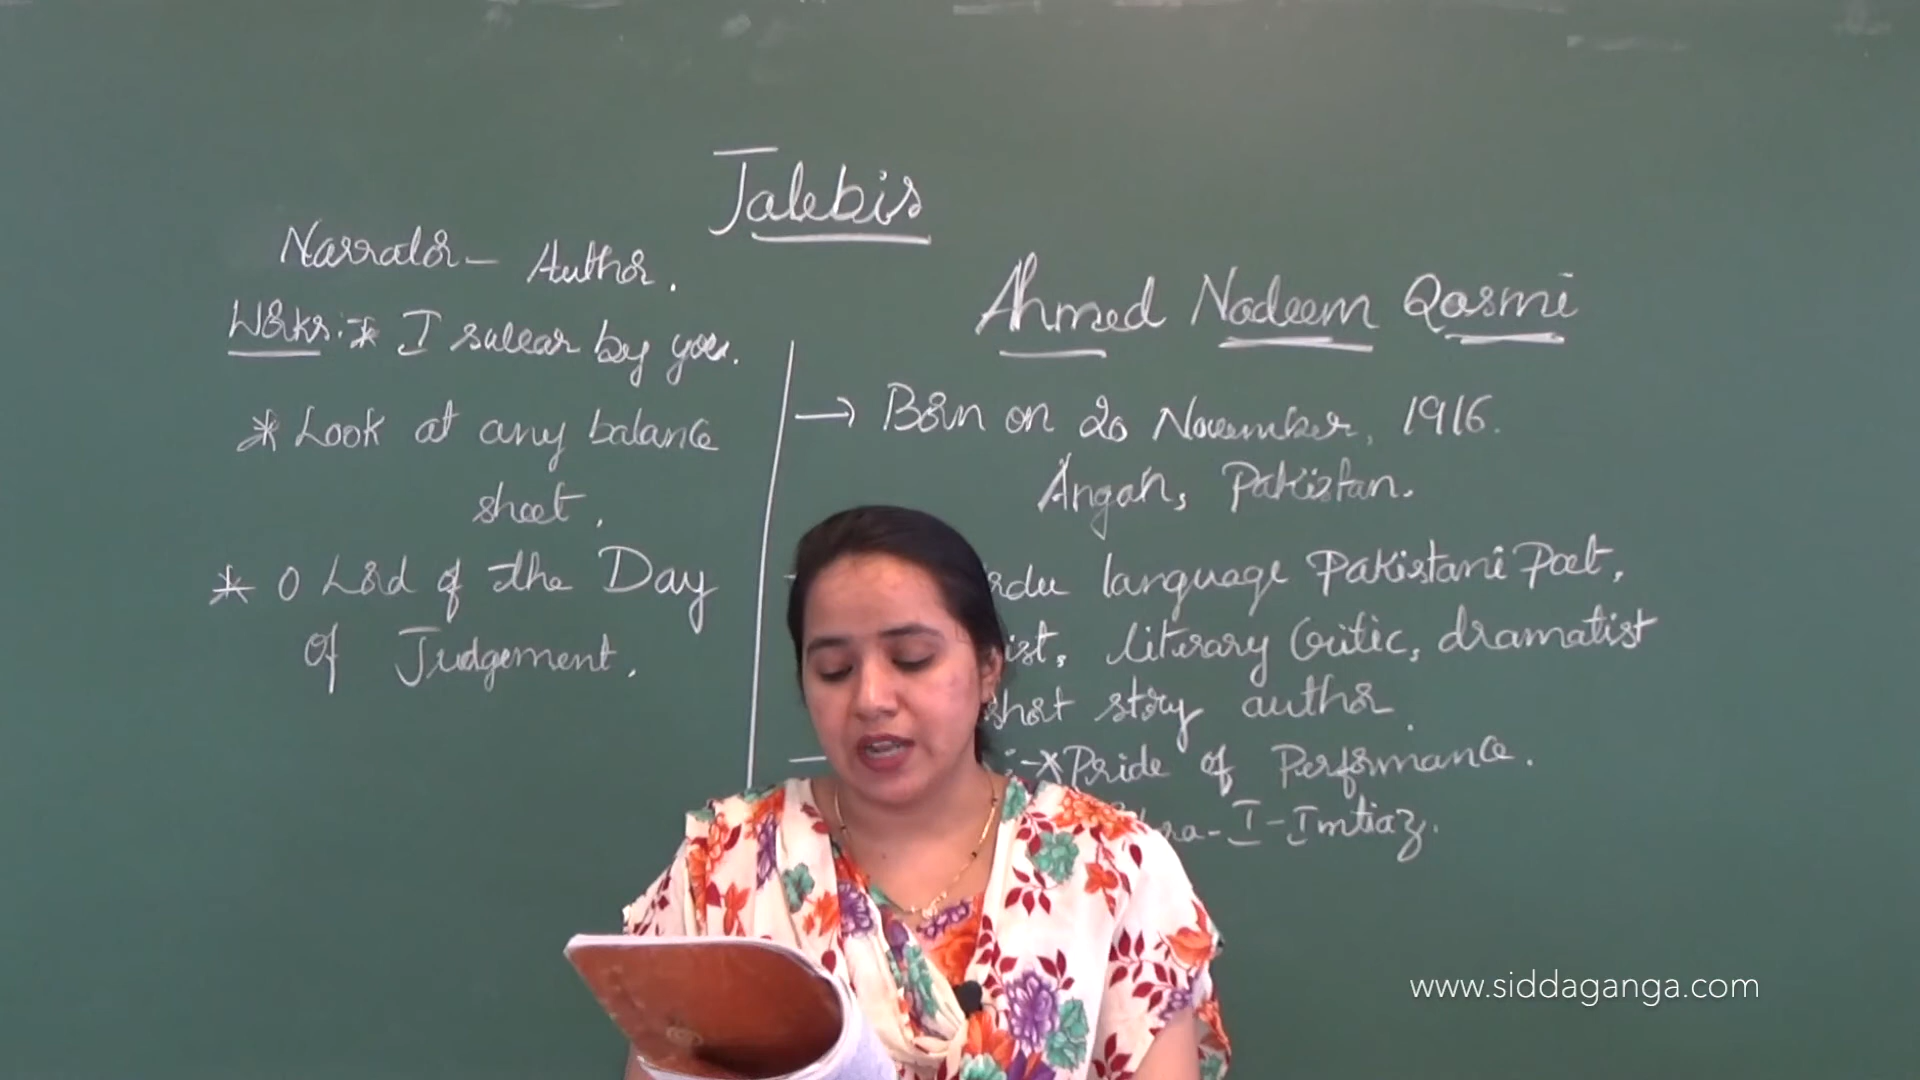 Jalebis
Narrator - Author.
Works:* I swear by you.
* Look at any balance
sheet.
* O Lord of the Day
of Judgement.
Ahmed Nadeem Qasmi
→ Born on 20 November, 1916.
Angah, Pakistan.
language Pakistani Poet,
literary Critic, dramatist
short story author.
:-* Pride of Performance.
-I-Imtiaz.
www.siddaganga.com